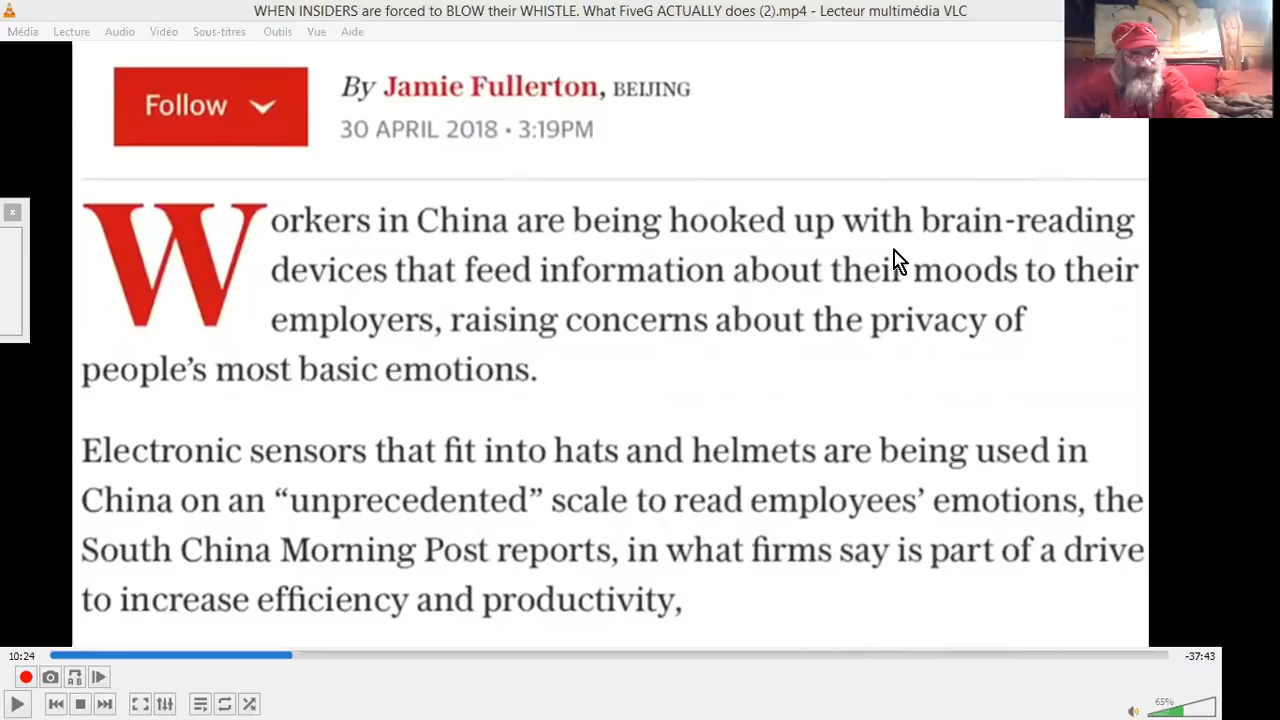 WHEN INSIDERS are forced to BLOW their WHISTLE. What FiveG ACTUALLY does (2).mp4 - Lecteur multimédia VLC
Média Lecture Audio Vidéo Sous-titres Outils Vue Aide
Follow
By Jamie Fullerton, BEIJING
30 APRIL 2018 • 3:19PM
Workers in China are being hooked up with brain-reading
devices that feed information about their moods to their
employers, raising concerns about the privacy of
people's most basic emotions.
Electronic sensors that fit into hats and helmets are being used in
China on an “unprecedented” scale to read employees’ emotions, the
South China Morning Post reports, in what firms say is part of a drive
to increase efficiency and productivity,
10:24
-37:43
65%